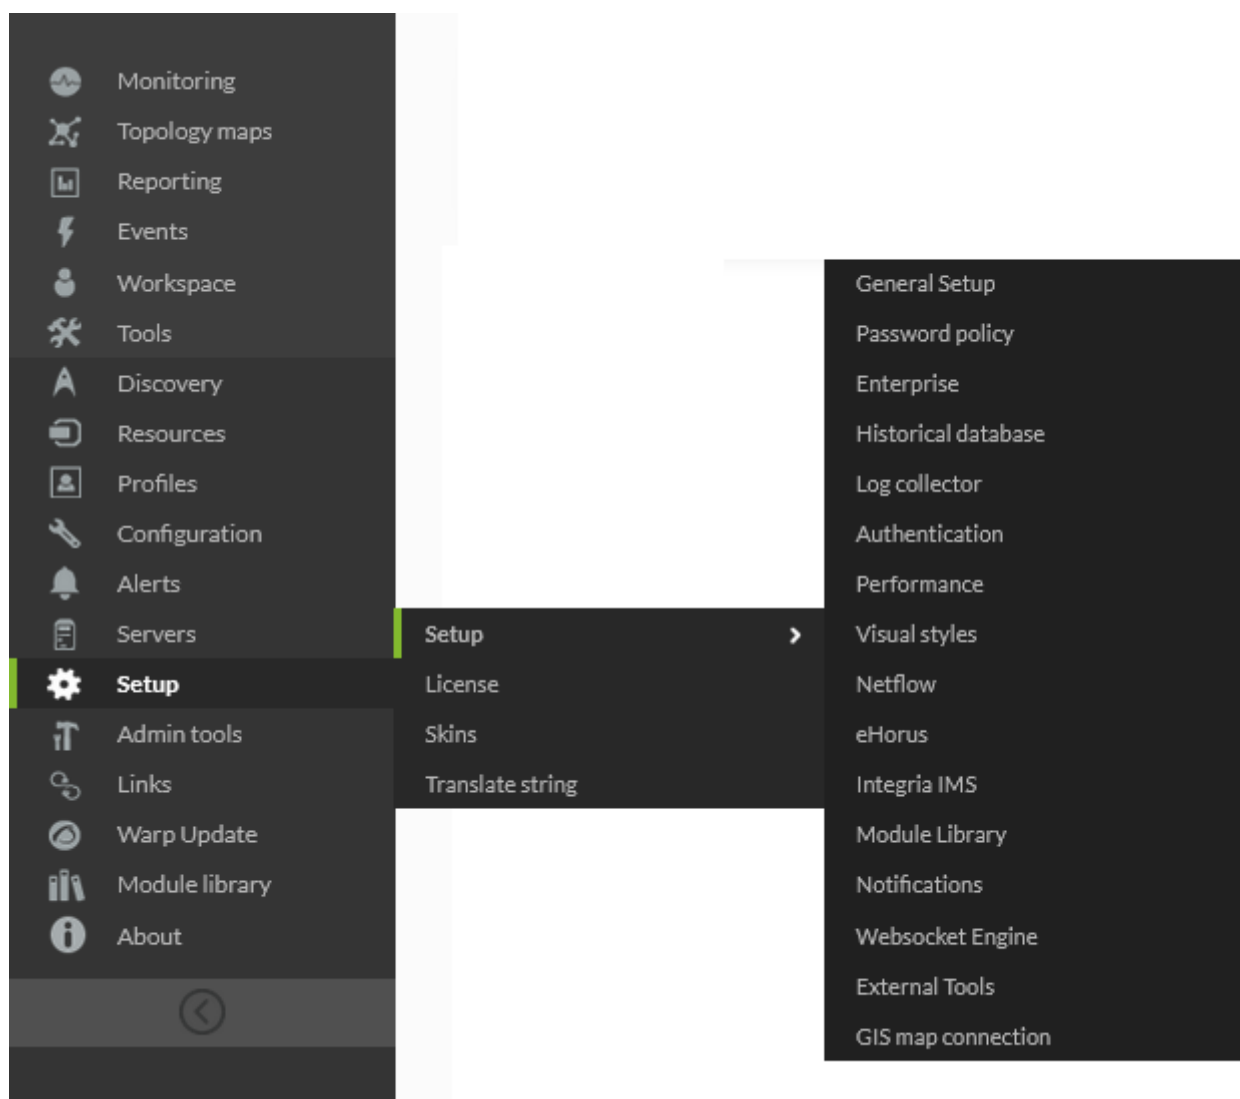 Monitoring
Topology maps
Reporting
Events
Workspace
Tools
Discovery
Resources
Profiles
Configuration
Alerts
Servers
Setup
Admin tools
Links
Warp Update
Module library
About
Setup
License
Skins
Translate string
General Setup
Password policy
Enterprise
Historical database
Log collector
Authentication
Performance
Visual styles
Netflow
eHorus
Integria IMS
Module Library
Notifications
Websocket Engine
External Tools
GIS map connection